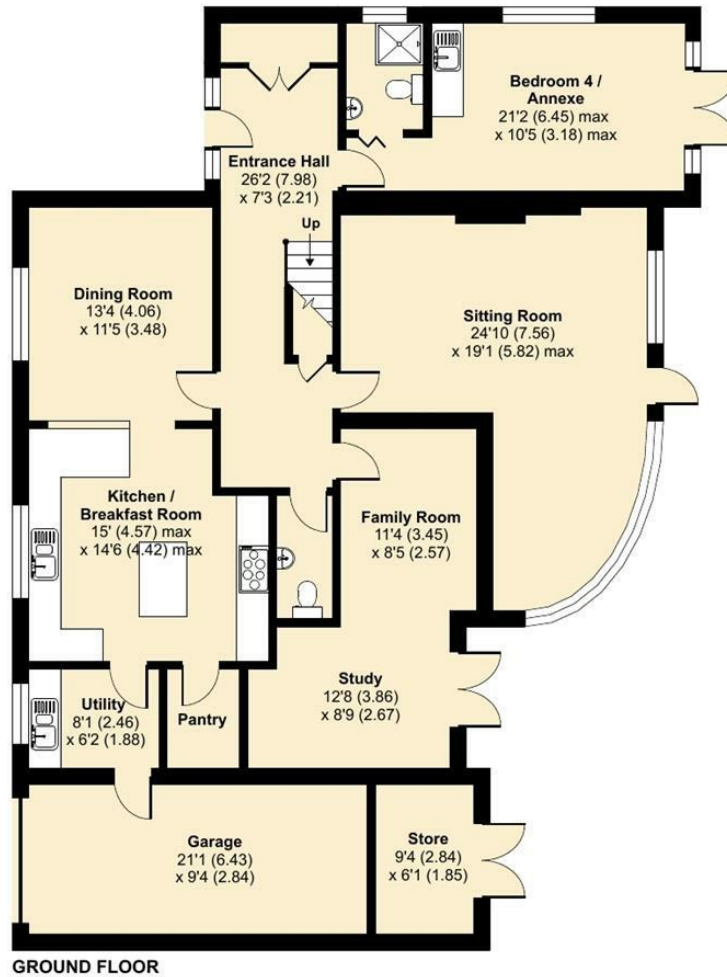 Bedroom 4 /
Annexe
21'2 (6.45) max
x 10'5 (3.18) max
Entrance Hall
26'2 (7.98)
x 7'3 (2.21)
Up
Dining Room
13'4 (4.06)
x 11'5 (3.48)
Sitting Room
24'10 (7.56)
x 19'1 (5.82) max
Kitchen /
Breakfast Room
15' (4.57) max
x 14'6 (4.42) max
Family Room
11'4 (3.45)
x 8'5 (2.57)
Study
12'8 (3.86)
x 8'9 (2.67)
Utility
8'1 (2.46)
x 6'2 (1.88)
Pantry
Garage
21'1 (6.43)
x 9'4 (2.84)
Store
9'4 (2.84)
x 6'1 (1.85)
GROUND FLOOR